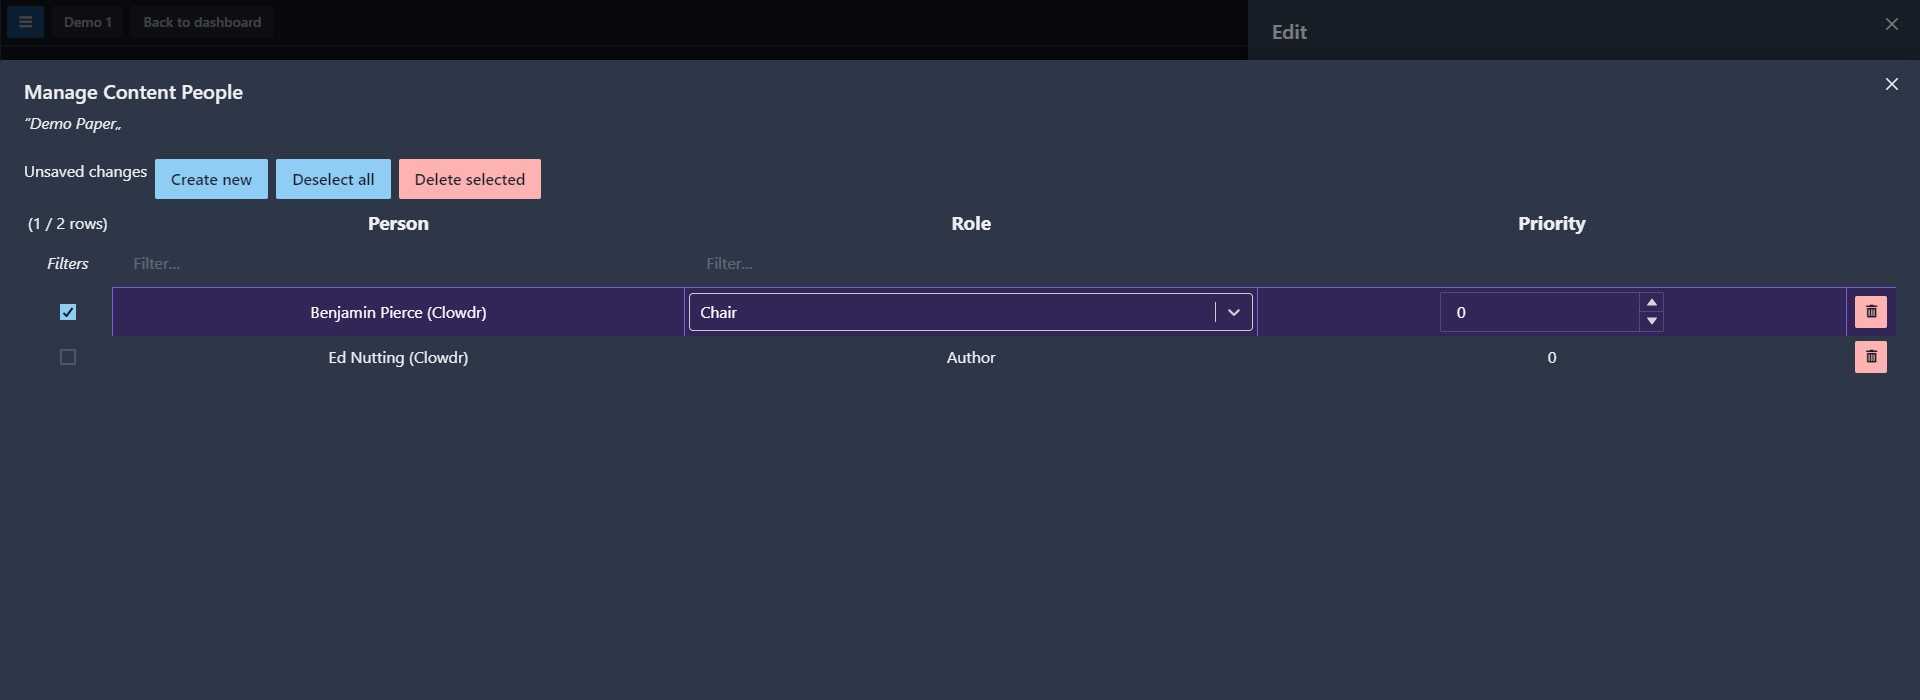 Demo 1 Back to dashboard Edit
Manage Content People
“Demo Paper„
Unsaved changes Create new Deselect all Delete selected
(1 / 2 rows) Person Role Priority
Filters Filter... Filter...
Benjamin Pierce (Clowdr) Chair 0
Ed Nutting (Clowdr) Author 0